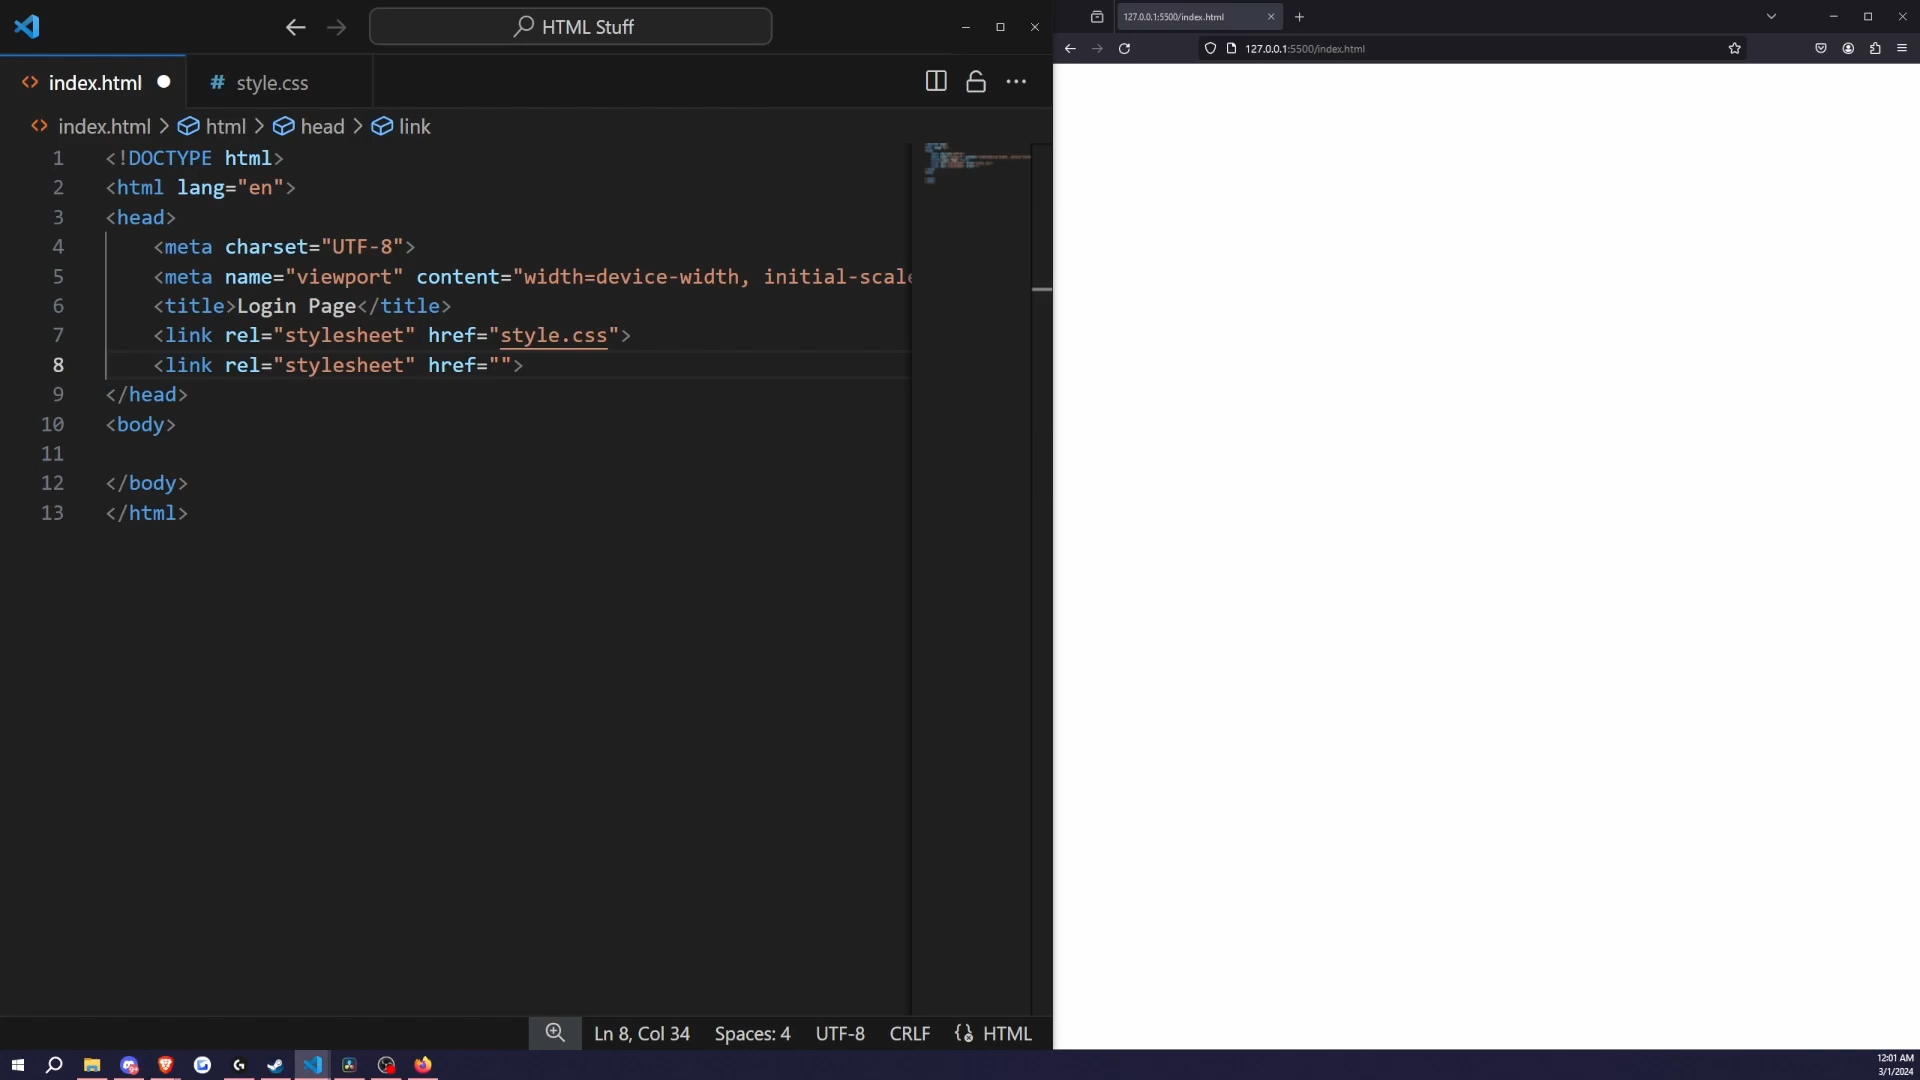 HTML Stuff
index.html
# style.css
index.html > html > head > link
1 <!DOCTYPE html>
2 <html lang="en">
3 <head>
4 <meta charset="UTF-8">
5 <meta name="viewport" content="width=device-width, initial-scale
6 <title>Login Page</title>
7 <link rel="stylesheet" href="style.css">
8 <link rel="stylesheet" href="">
9 </head>
10 <body>
11
12 </body>
13 </html>
Ln 8, Col 34 Spaces: 4 UTF-8 CRLF HTML
127.0.0.1:5500/index.html
127.0.0.1:5500/index.html
12:01 AM
3/1/2024